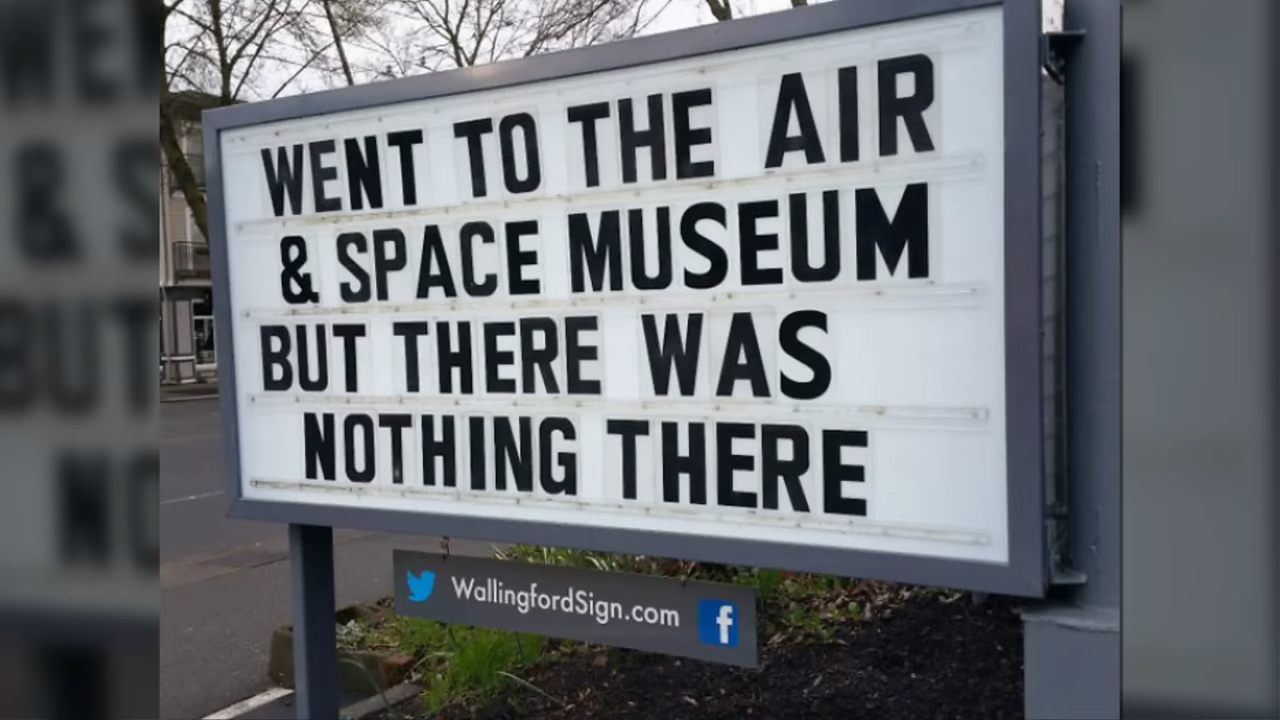 WENT TO THE AIR
& SPACE MUSEUM
BUT THERE WAS
NOTHING THERE
WallingfordSign.com